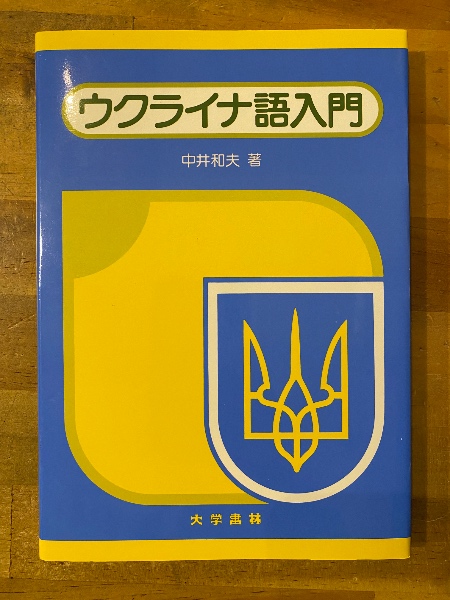 ウクライナ語入門
中井和夫 著
大学書林